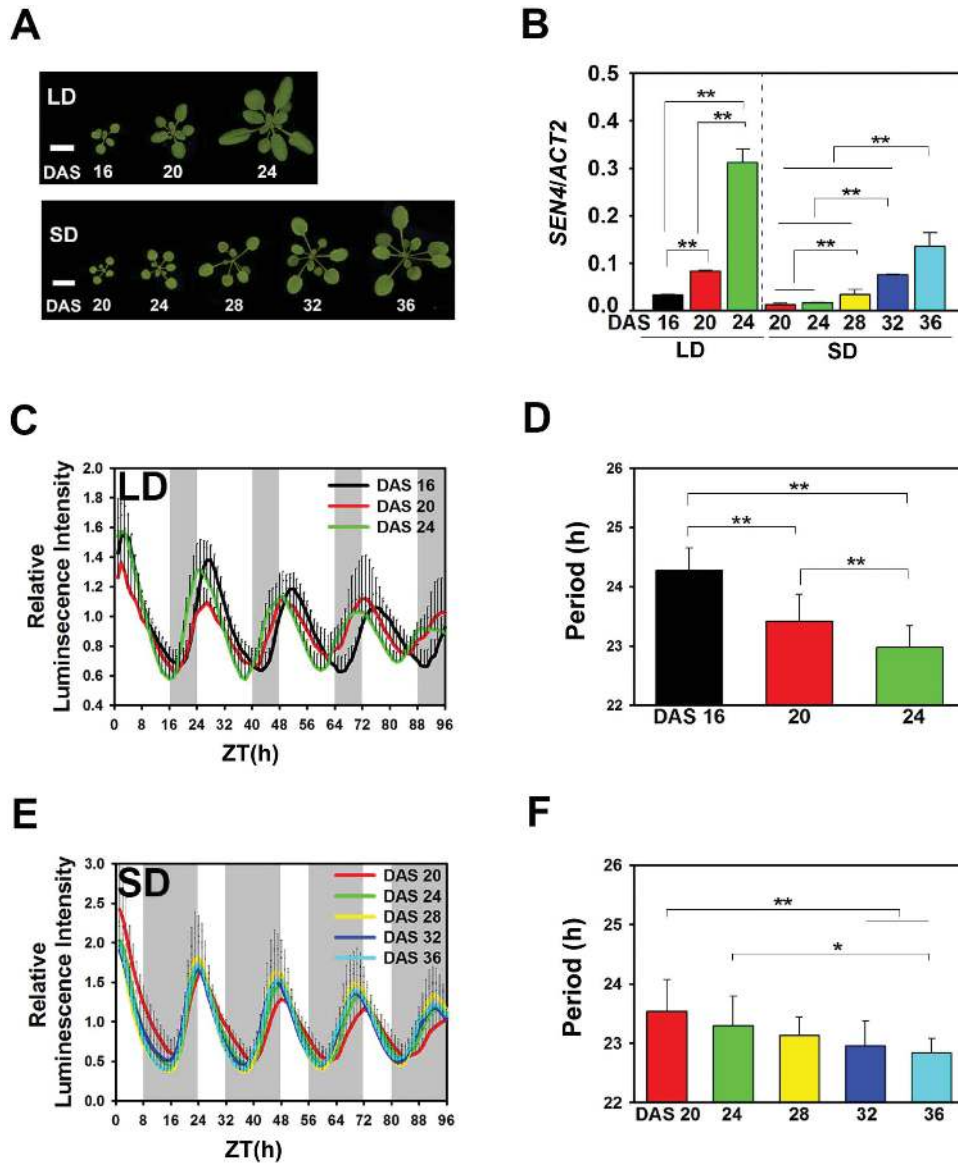 A
LD
DAS 16 20 24
SD
DAS
20 24 28 32 36
B
SEN4/ACT2
0.5
0.4
0.3
0.2
0.1
0.0
** ** ** ** ** **
DAS 16 20 24 20 24 28 32 36
LD SD
C
LD
Relative
Luminsecence Intensity
2.0
1.8
1.6
1.4
1.2
1.0
0.8
0.6
0.4
DAS 16
DAS 20
DAS 24
0 8 16 24 32 40 48 56 64 72 80 88 96
ZT(h)
D
Period (h)
26
25
24
23
22
** ** **
DAS 16 20 24
E
SD
Relative
Luminescence Intensity
3.0
2.5
2.0
1.5
1.0
0.5
0.0
DAS 20
DAS 24
DAS 28
DAS 32
DAS 36
0 8 16 24 32 40 48 56 64 72 80 88 96
ZT(h)
F
Period (h)
26
25
24
23
22
**
*
DAS 20 24 28 32 36